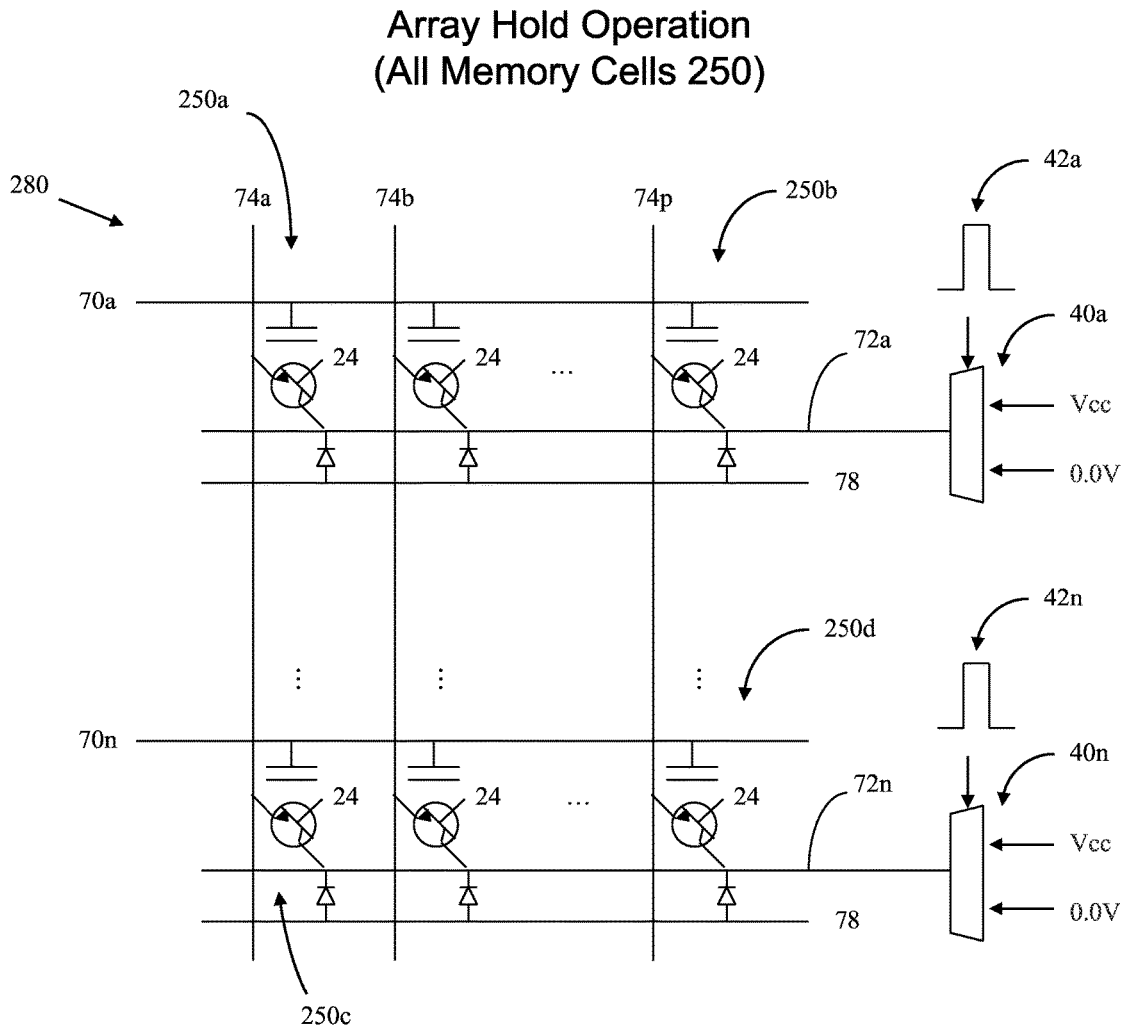 Array Hold Operation
(All Memory Cells 250)
250a
42a
280
74a
74b
74p
250b
70a
40a
72a
24
24
24
...
Vcc
0.0V
78
42n
250d
...
...
...
70n
40n
72n
24
24
24
...
Vcc
0.0V
78
250c